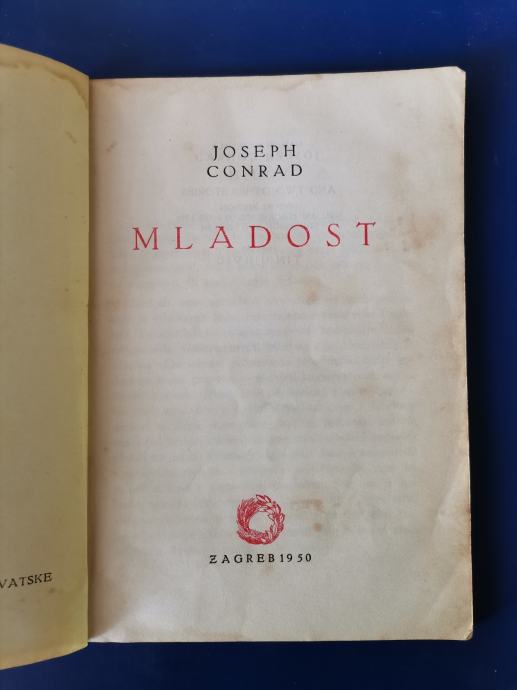 JOSEPH
CONRAD
MLADOST
ZAGREB 1950
VATSKE